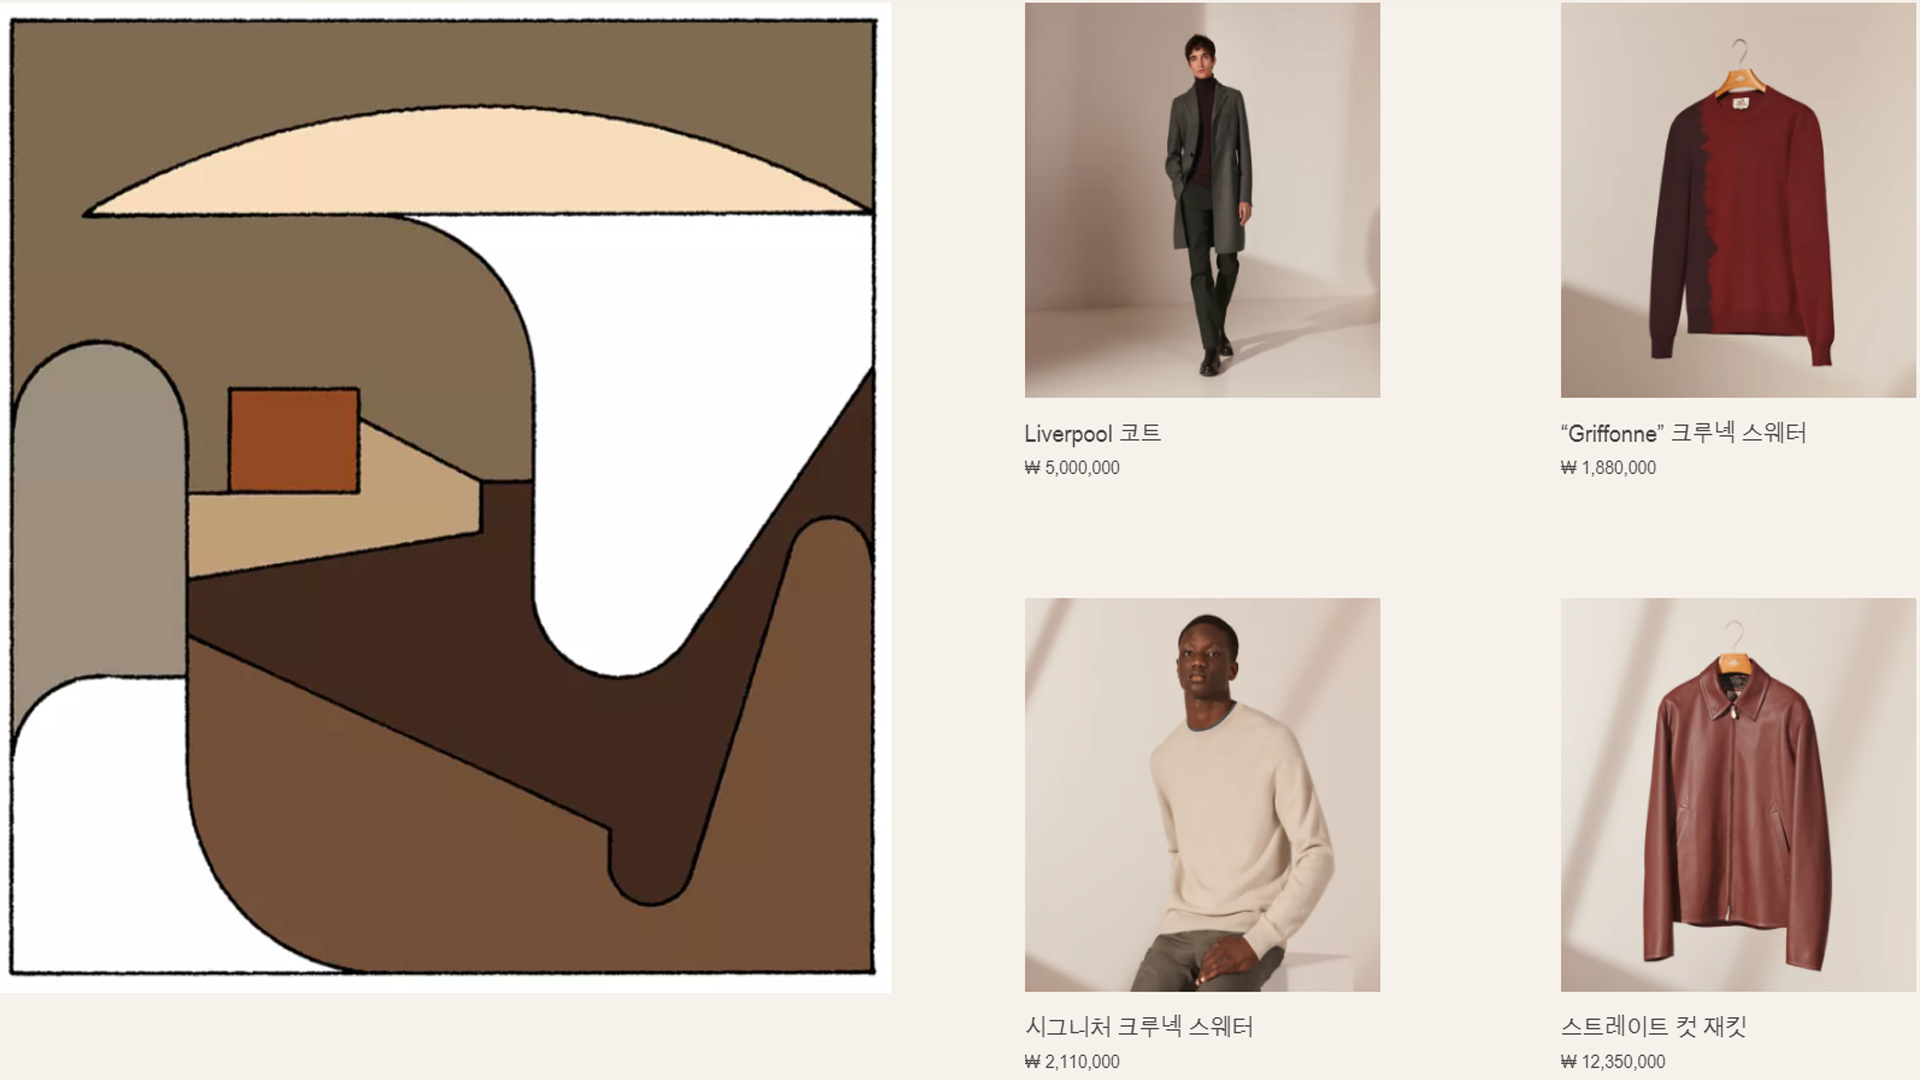 Liverpool 코트
₩ 5,000,000
“Griffonne” 크루넥 스웨터
₩ 1,880,000
시그니처 크루넥 스웨터
₩ 2,110,000
스트레이트 컷 재킷
₩ 12,350,000